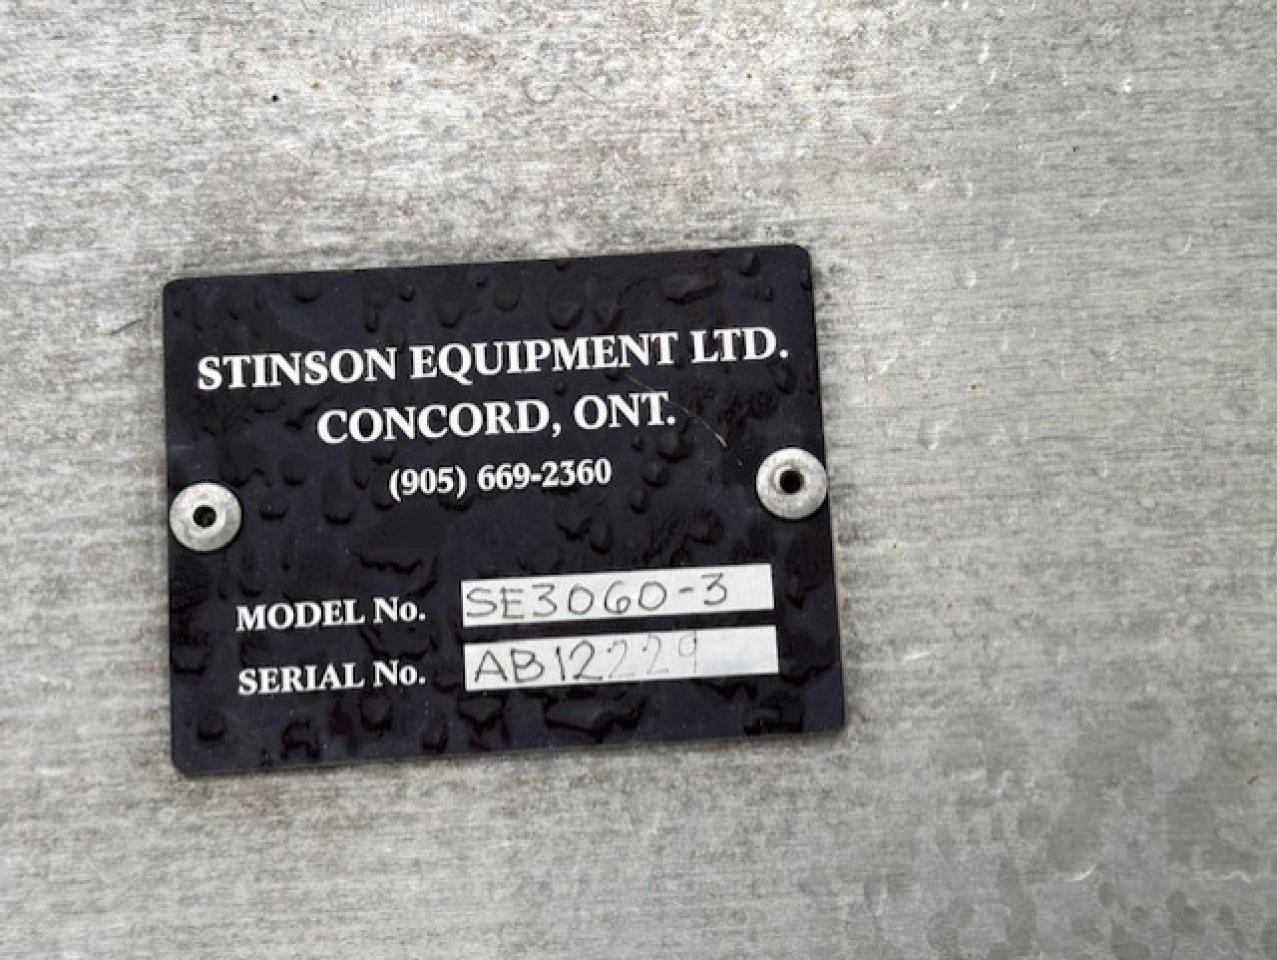 STINSON EQUIPMENT LTD.
CONCORD, ONT.
(905) 669-2360
MODEL No. SE3060-3
SERIAL No. AB12229